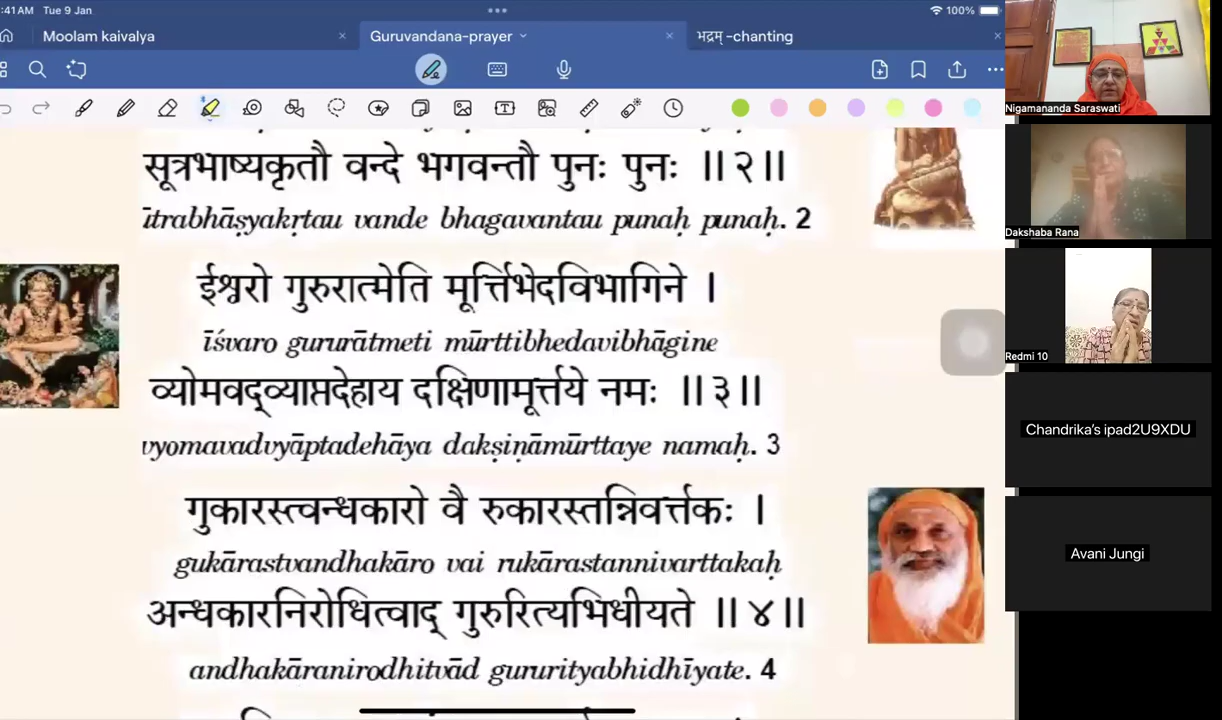 :41AM Tue 9 Jan
100%
Moolam kaivalya
Guruvandana-prayer
भद्रम् -chanting
सूत्रभाष्यकृतौ वन्दे भगवन्तौ पुनः पुनः ॥२॥
ūtrabhāṣyakṛtau vande bhagavantau punaḥ punaḥ. 2
ईश्वरो गुरुरात्मेति मूर्त्तिभेदविभागिने ।
īśvaro gururātmeti mūrttibhedavibhāgine
व्योमवद्व्याप्तदेहाय दक्षिणामूर्त्तये नमः ॥३॥
vyomavadvyāptadehāya dakṣiṇāmūrttaye namaḥ. 3
गुकारस्त्वन्धकारो वै रुकारस्तन्निवर्त्तकः ।
gukārastvandhakāro vai rukārastannivarttakaḥ
अन्धकारनिरोधित्वाद् गुरुरित्यभिधीयते ॥४॥
andhakāranirodhitvād gururityabhidhīyate. 4
Nigamananda Saraswati
Dakshaba Rana
Redmi 10
Chandrika's ipad2U9XDU
Avani Jungi